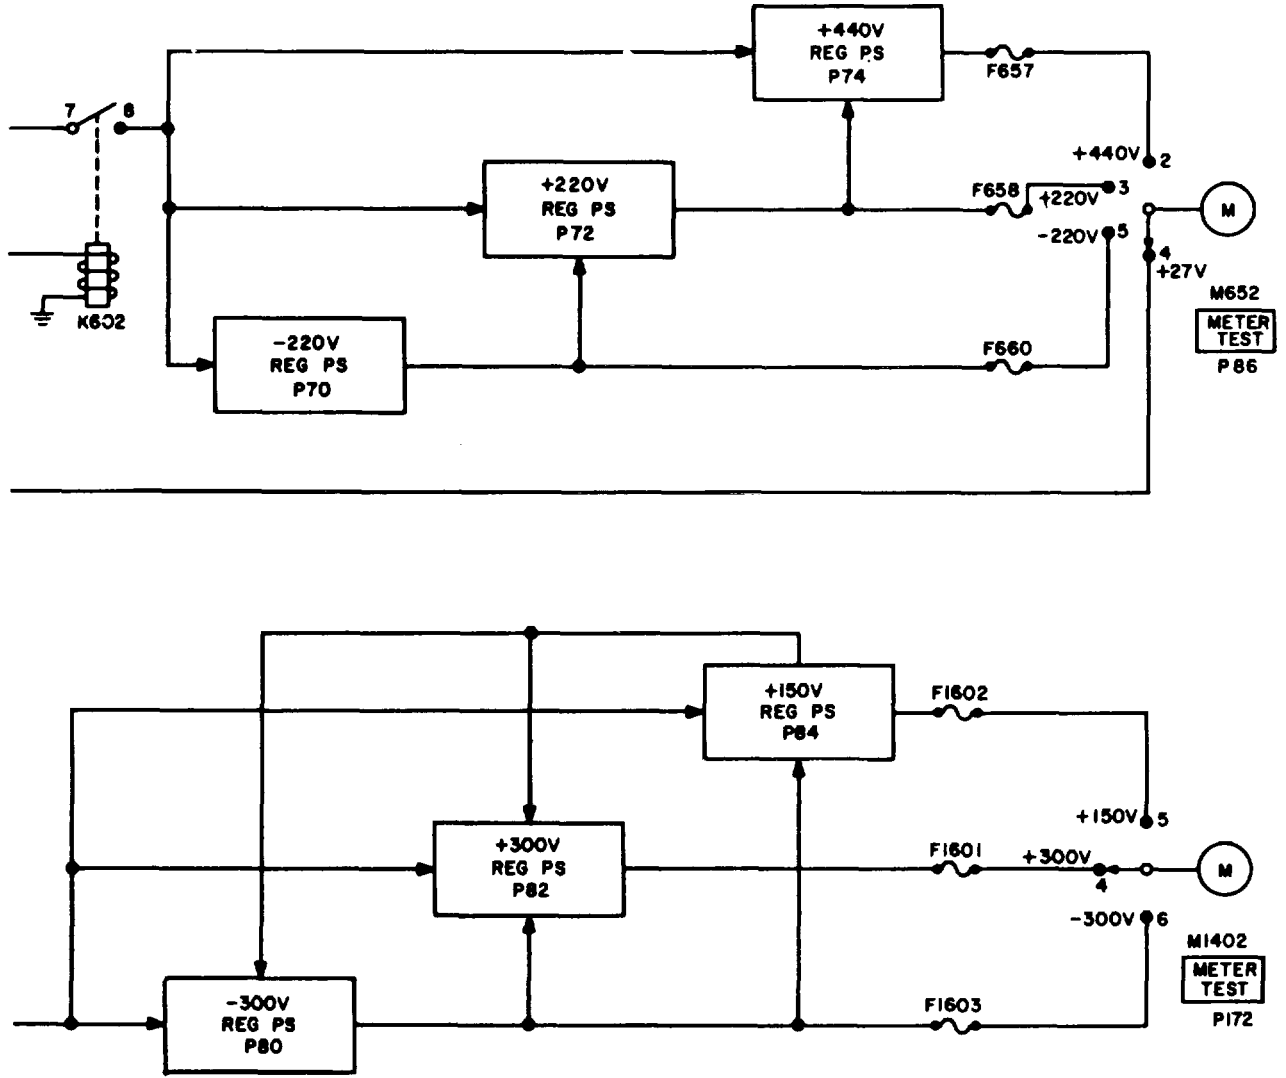 +440V
REG PS
P74
F657
7
8
+440V
2
+220V
REG PS
P72
F658
3
+220V
M
-220V
5
4
+27V
K602
M652
METER
TEST
P86
-220V
REG PS
P70
F660
+150V
REG PS
P84
F1602
+150V
5
+300V
REG PS
P82
F1601
+300V
4
M
-300V
6
M1402
METER
TEST
P172
-300V
REG PS
P80
F1603